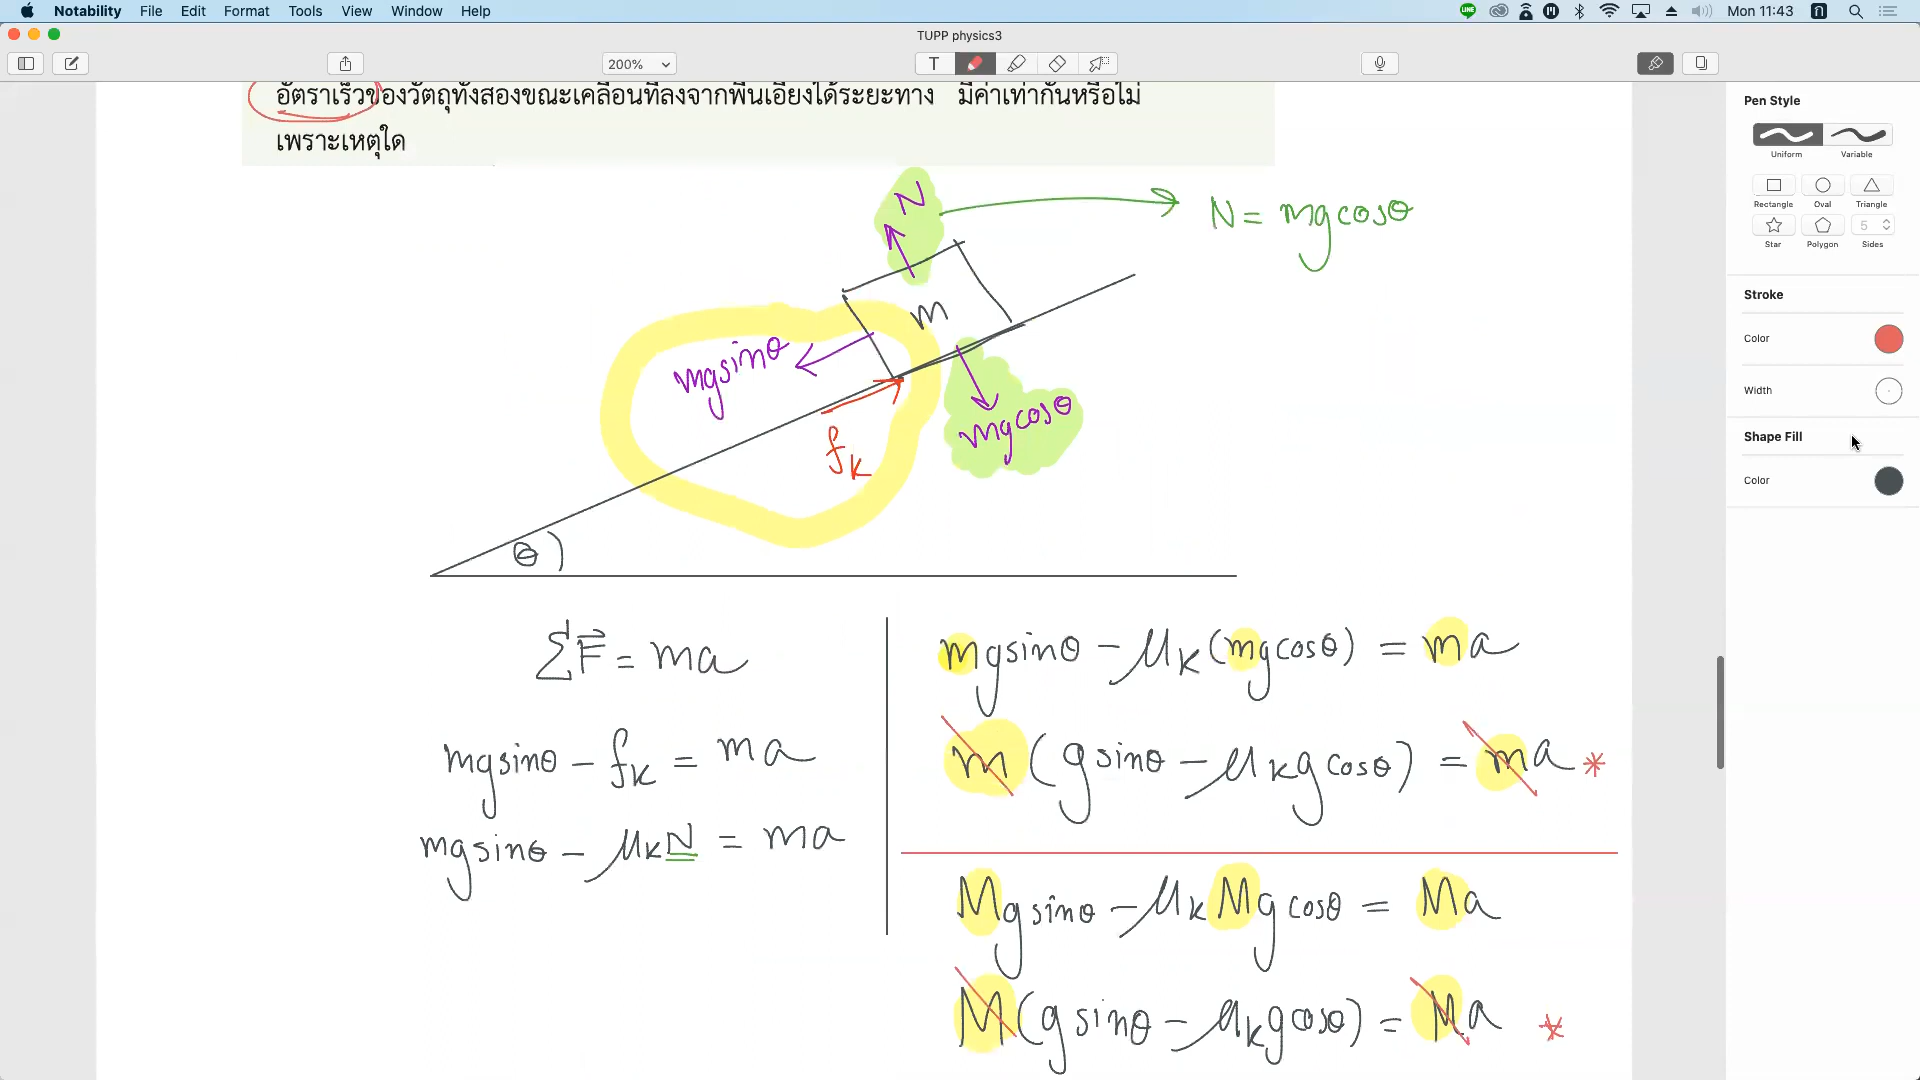 Notability File Edit Format Tools View Window Help
Mon 11:43
TUPP physics3
200%
T
อัตราเร็วของวัตถุทั้งสองขณะเคลื่อนที่ลงจากพื้นเอียงได้ระยะทาง มีค่าเท่ากันหรือไม่
เพราะเหตุใด
N
N = mgcosθ
m
mgsinθ
mgcosθ
fk
θ
ΣF⃗ = ma
mgsinθ - fk = ma
mgsinθ - μkN = ma
mgsinθ - μk(mgcosθ) = ma
m(gsinθ - μkgcosθ) = ma *
Mgsinθ - μkMgcosθ = Ma
M(gsinθ - μkgcosθ) = Ma *
Pen Style
Uniform Variable
Rectangle Oval Triangle
5
Star Polygon Sides
Stroke
Color
Width
Shape Fill
Color